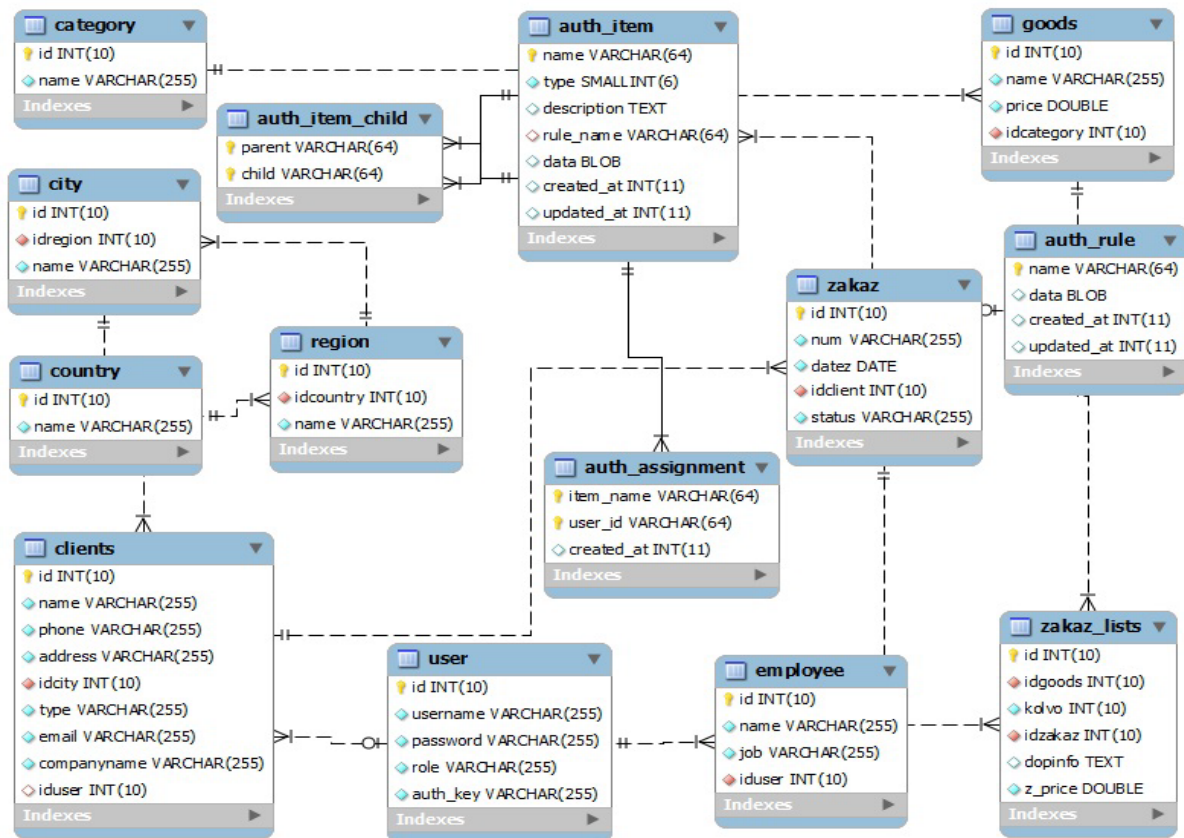 category
id INT(10)
name VARCHAR(255)
Indexes
auth_item
name VARCHAR(64)
type SMALLINT(6)
description TEXT
rule_name VARCHAR(64)
data BLOB
created_at INT(11)
updated_at INT(11)
Indexes
goods
id INT(10)
name VARCHAR(255)
price DOUBLE
idcategory INT(10)
Indexes
auth_item_child
parent VARCHAR(64)
child VARCHAR(64)
Indexes
city
id INT(10)
idregion INT(10)
name VARCHAR(255)
Indexes
auth_rule
name VARCHAR(64)
data BLOB
created_at INT(11)
updated_at INT(11)
Indexes
zakaz
id INT(10)
num VARCHAR(255)
datez DATE
idclient INT(10)
status VARCHAR(255)
Indexes
region
id INT(10)
idcountry INT(10)
name VARCHAR(255)
Indexes
country
id INT(10)
name VARCHAR(255)
Indexes
auth_assignment
item_name VARCHAR(64)
user_id VARCHAR(64)
created_at INT(11)
Indexes
clients
id INT(10)
name VARCHAR(255)
phone VARCHAR(255)
address VARCHAR(255)
idcity INT(10)
type VARCHAR(255)
email VARCHAR(255)
companyname VARCHAR(255)
iduser INT(10)
Indexes
user
id INT(10)
username VARCHAR(255)
password VARCHAR(255)
role VARCHAR(255)
auth_key VARCHAR(255)
Indexes
employee
id INT(10)
name VARCHAR(255)
job VARCHAR(255)
iduser INT(10)
Indexes
zakaz_lists
id INT(10)
idgoods INT(10)
kolvo INT(10)
idzakaz INT(10)
dopinfo TEXT
z_price DOUBLE
Indexes